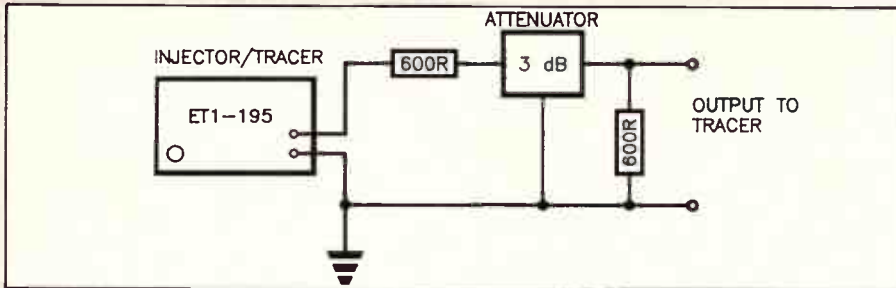 ATTENUATOR
INJECTOR/TRACER
600R
3 dB
ET1-195
OUTPUT TO
TRACER
600R